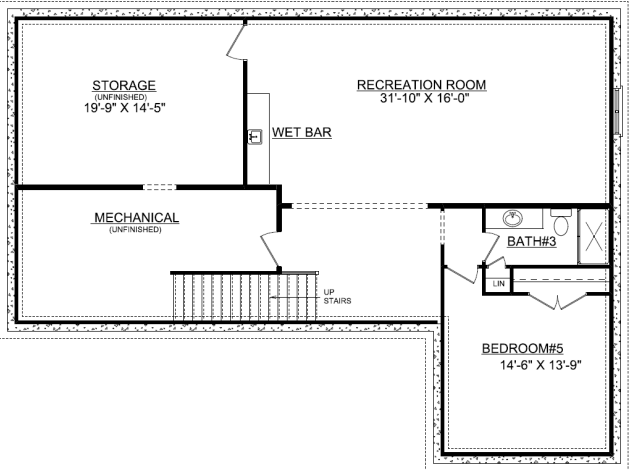 STORAGE
(UNFINISHED)
19'-9" X 14'-5"
RECREATION ROOM
31'-10" X 16'-0"
WET BAR
MECHANICAL
(UNFINISHED)
BATH#3
LIN
UP
STAIRS
BEDROOM#5
14'-6" X 13'-9"